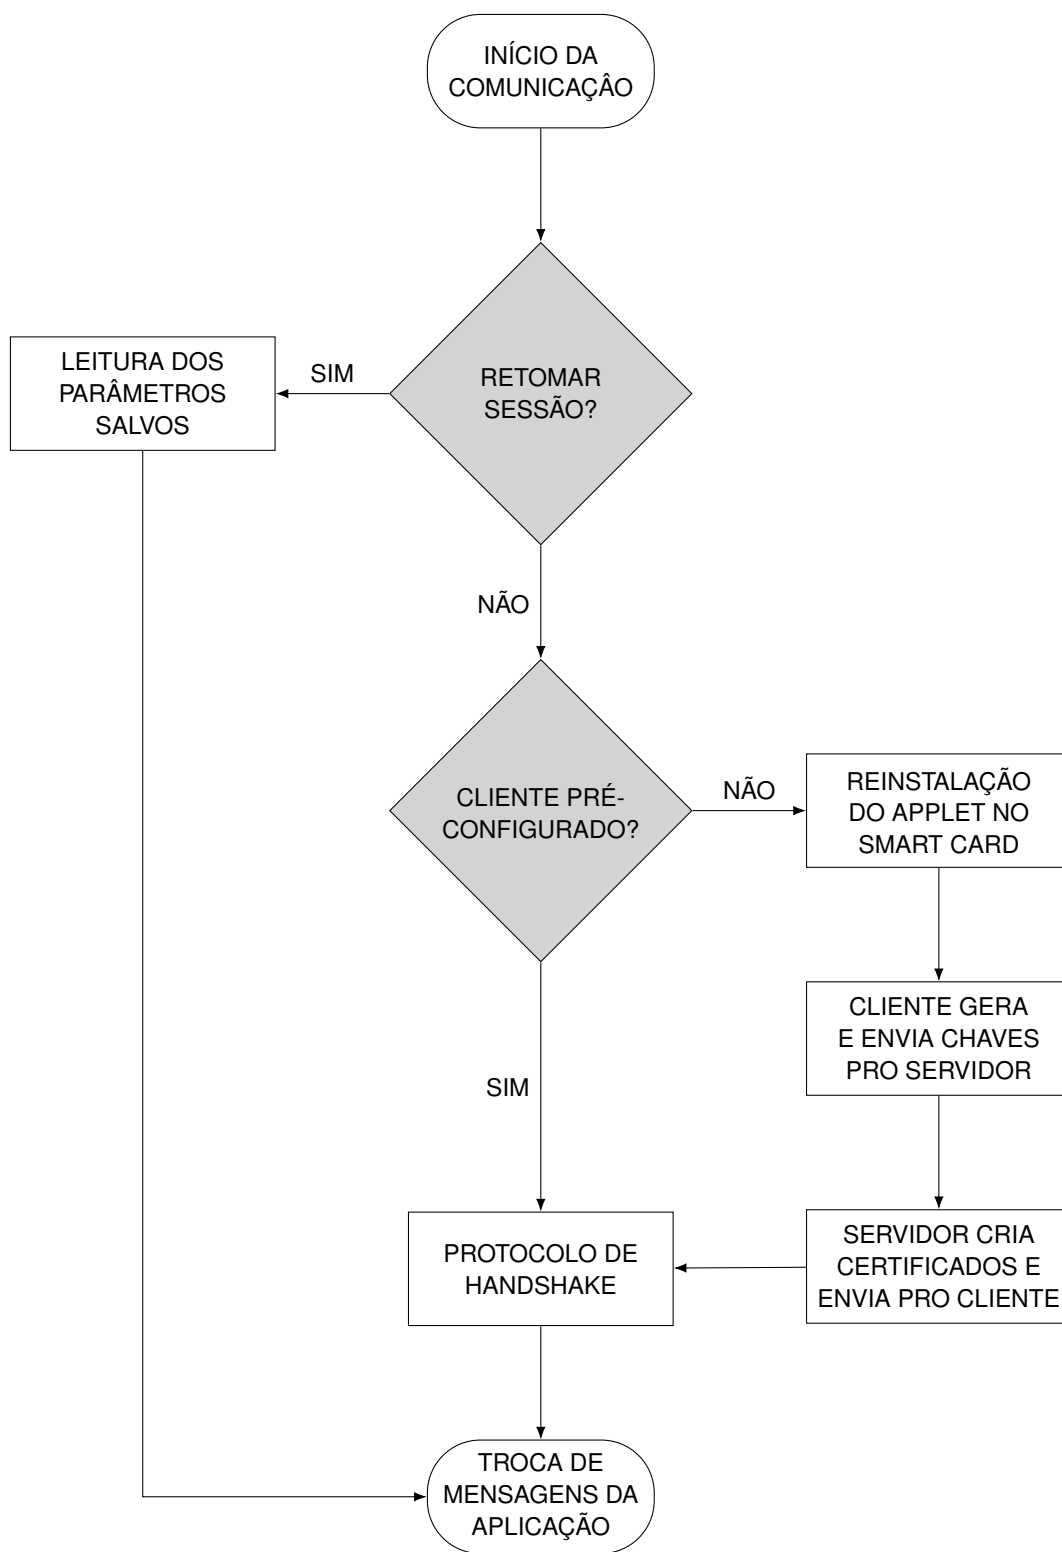 INÍCIO DA
COMUNICAÇÂO
RETOMAR
SESSÃO?
SIM
LEITURA DOS
PARÂMETROS
SALVOS
NÃO
CLIENTE PRÉ-
CONFIGURADO?
NÃO
REINSTALAÇÃO
DO APPLET NO
SMART CARD
CLIENTE GERA
E ENVIA CHAVES
PRO SERVIDOR
SIM
SERVIDOR CRIA
CERTIFICADOS E
ENVIA PRO CLIENTE
PROTOCOLO DE
HANDSHAKE
TROCA DE
MENSAGENS DA
APLICAÇÃO